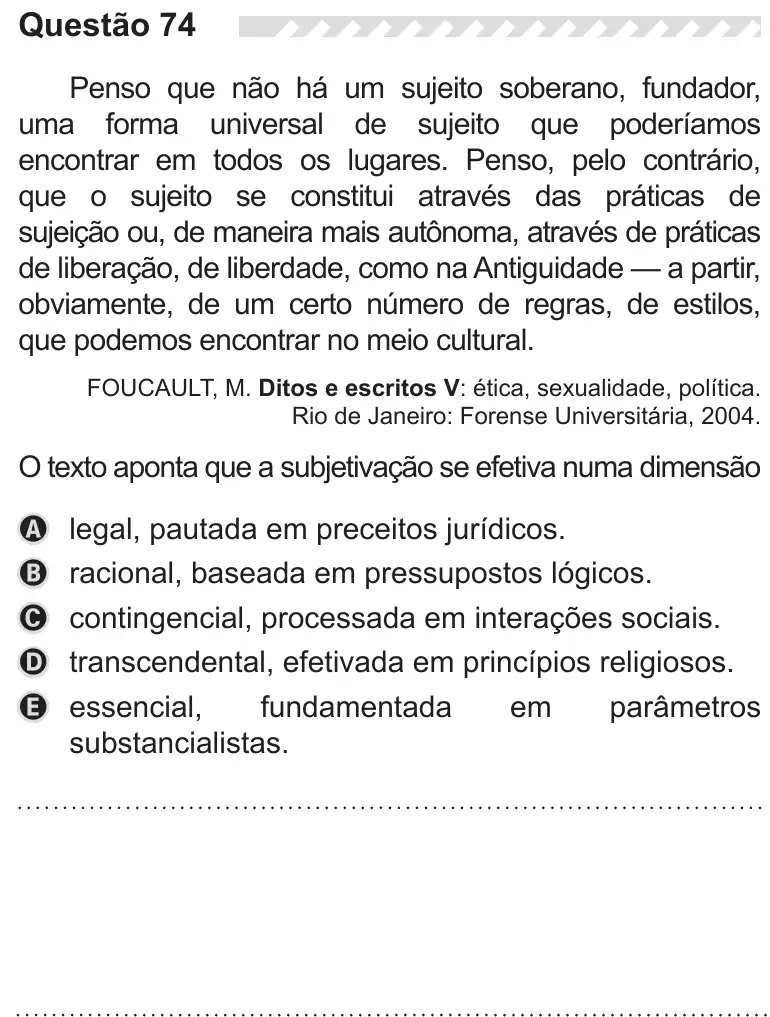 Questão 74
Penso que não há um sujeito soberano, fundador,
uma forma universal de sujeito que poderíamos
encontrar em todos os lugares. Penso, pelo contrário,
que o sujeito se constitui através das práticas de
sujeição ou, de maneira mais autônoma, através de práticas
de liberação, de liberdade, como na Antiguidade — a partir,
obviamente, de um certo número de regras, de estilos,
que podemos encontrar no meio cultural.
FOUCAULT, M. Ditos e escritos V: ética, sexualidade, política.
Rio de Janeiro: Forense Universitária, 2004.
O texto aponta que a subjetivação se efetiva numa dimensão
A legal, pautada em preceitos jurídicos.
B racional, baseada em pressupostos lógicos.
C contingencial, processada em interações sociais.
D transcendental, efetivada em princípios religiosos.
E essencial, fundamentada em parâmetros
substancialistas.